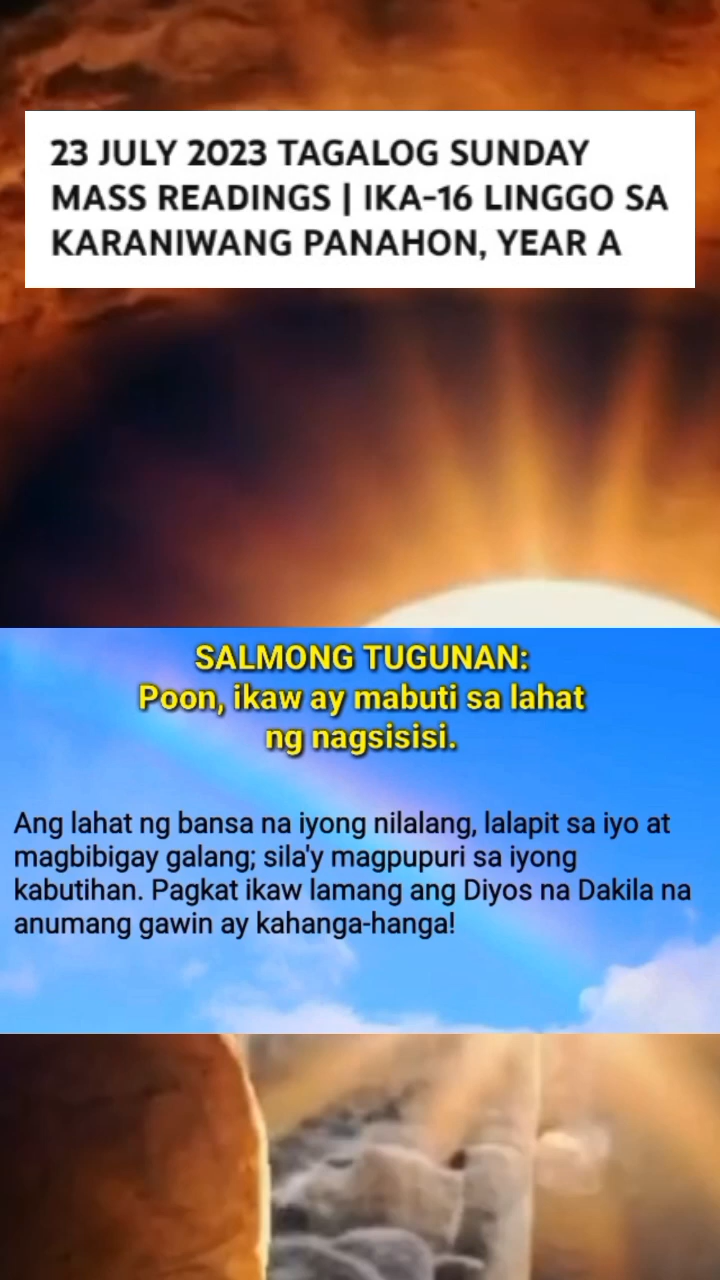 23 JULY 2023 TAGALOG SUNDAY
MASS READINGS | IKA-16 LINGGO SA
KARANIWANG PANAHON, YEAR A
SALMONG TUGUNAN:
Poon, ikaw ay mabuti sa lahat
ng nagsisisi.
Ang lahat ng bansa na iyong nilalang, lalapit sa iyo at
magbibigay galang; sila'y magpupuri sa iyong
kabutihan. Pagkat ikaw lamang ang Diyos na Dakila na
anumang gawin ay kahanga-hanga!